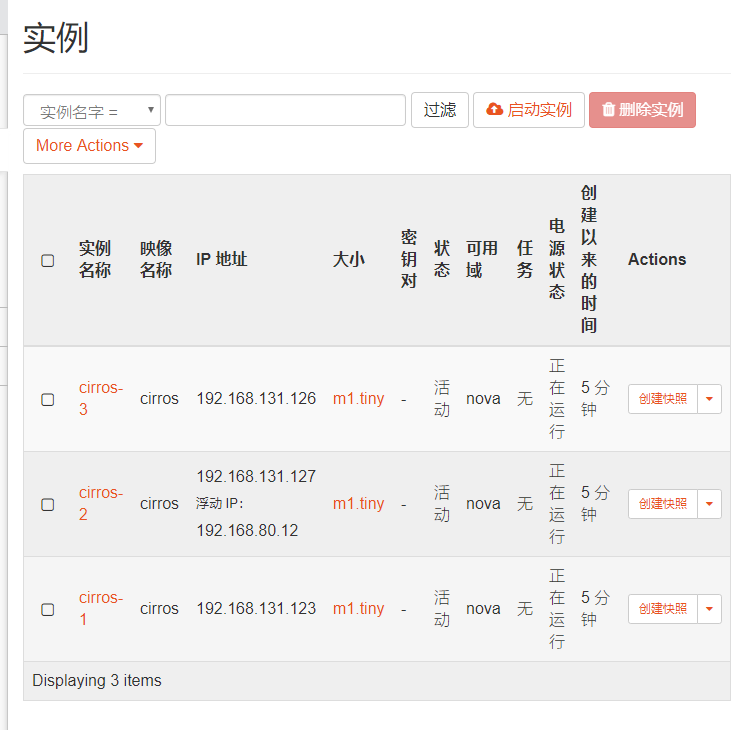 实例
实例名字 = 过滤 启动实例 删除实例
More Actions
实例名称 映像名称 IP 地址 大小 密钥对 状态 可用域 任务 电源状态 创建以来的时间 Actions
cirros-3 cirros 192.168.131.126 m1.tiny - 活动 nova 无 正在运行 5 分钟 创建快照
cirros-2 cirros 192.168.131.127 浮动 IP: 192.168.80.12 m1.tiny - 活动 nova 无 正在运行 5 分钟 创建快照
cirros-1 cirros 192.168.131.123 m1.tiny - 活动 nova 无 正在运行 5 分钟 创建快照
Displaying 3 items